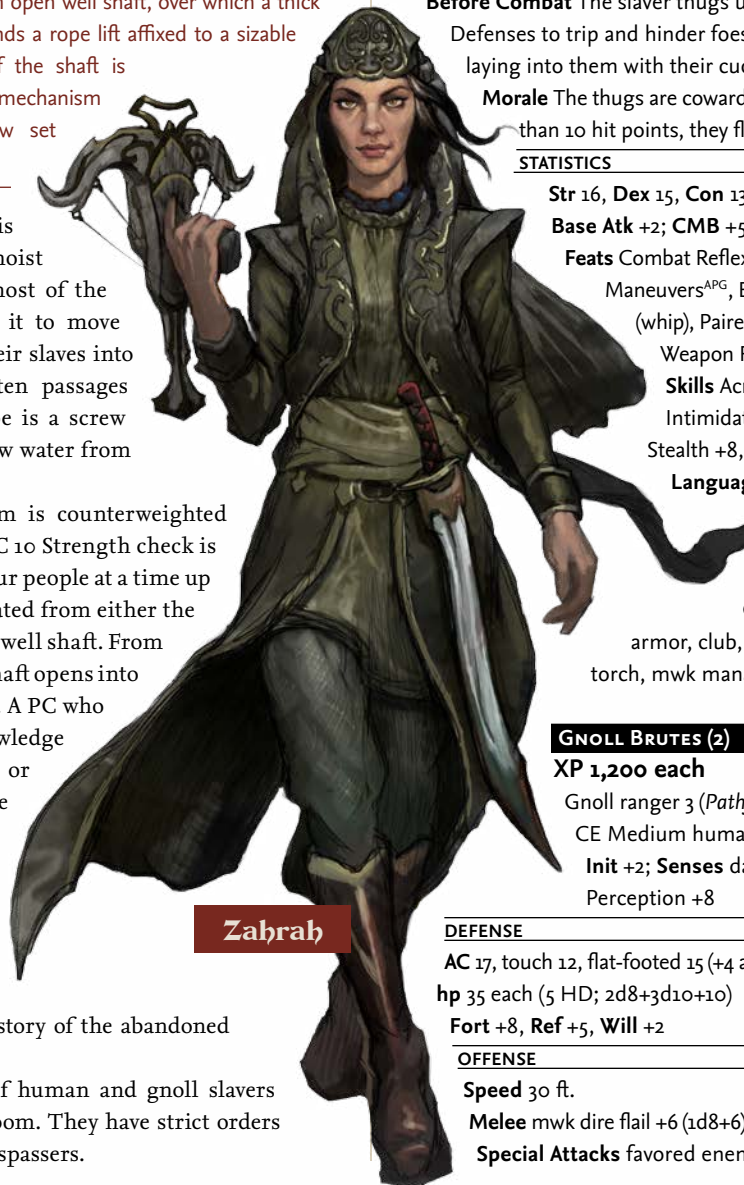 n open well shaft, over which a thick
nds a rope lift affixed to a sizable
f the shaft is
mechanism
w set
is
noist
most of the
it to move
eir slaves into
ten passages
e is a screw
w water from
m is counterweighted
C 10 Strength check is
ur people at a time up
ated from either the
well shaft. From
haft opens into
. A PC who
wledge
or
e
Zahrah
story of the abandoned
f human and gnoll slavers
oom. They have strict orders
spassers.
Before Combat The slaver thugs u
Defenses to trip and hinder foes
laying into them with their cud
Morale The thugs are coward
than 10 hit points, they fl
STATISTICS
Str 16, Dex 15, Con 13
Base Atk +2; CMB +5
Feats Combat Reflex
Maneuversᴬᴾᴳ, E
(whip), Paire
Weapon F
Skills Acr
Intimidat
Stealth +8,
Languag
armor, club,
torch, mwk man
GNOLL BRUTES (2)
XP 1,200 each
Gnoll ranger 3 (Path
CE Medium huma
Init +2; Senses da
Perception +8
DEFENSE
AC 17, touch 12, flat-footed 15 (+4 a
hp 35 each (5 HD; 2d8+3d10+10)
Fort +8, Ref +5, Will +2
OFFENSE
Speed 30 ft.
Melee mwk dire flail +6 (1d8+6)
Special Attacks favored enem